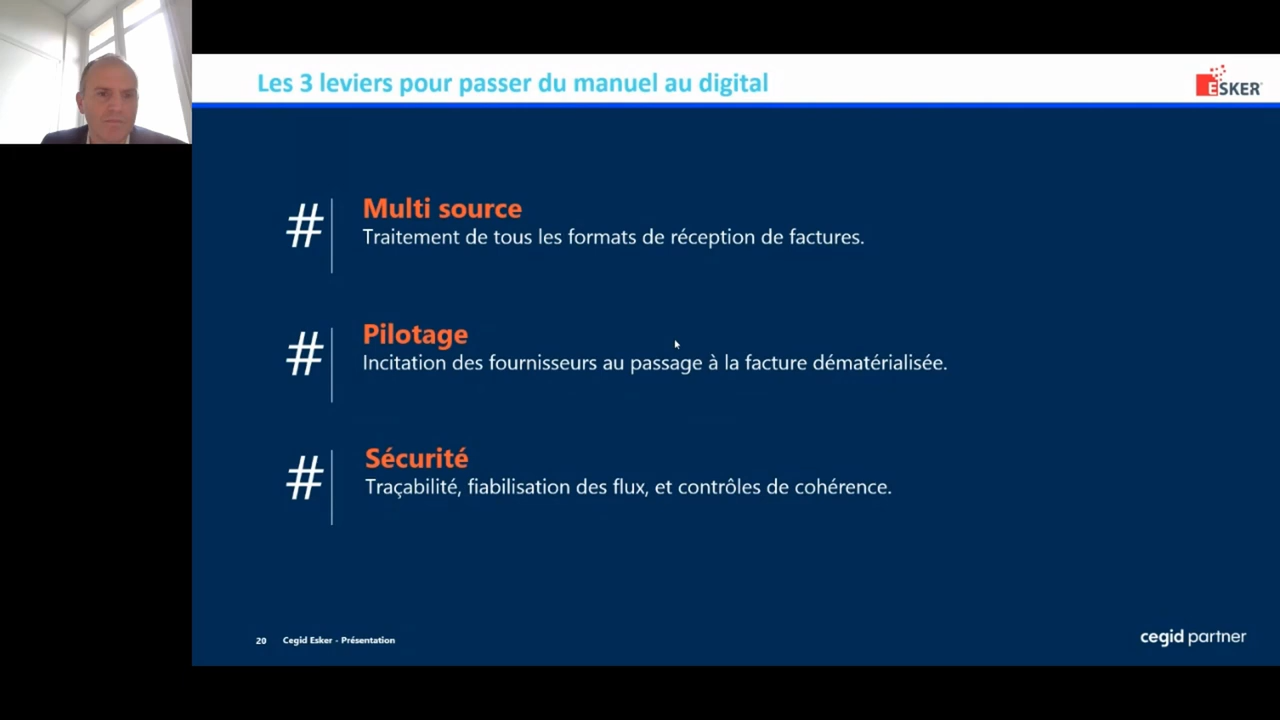 Les 3 leviers pour passer du manuel au digital
ESKER
#
Multi source
Traitement de tous les formats de réception de factures.
#
Pilotage
Incitation des fournisseurs au passage à la facture dématérialisée.
#
Sécurité
Traçabilité, fiabilisation des flux, et contrôles de cohérence.
20 Cegid Esker - Présentation
cegid partner